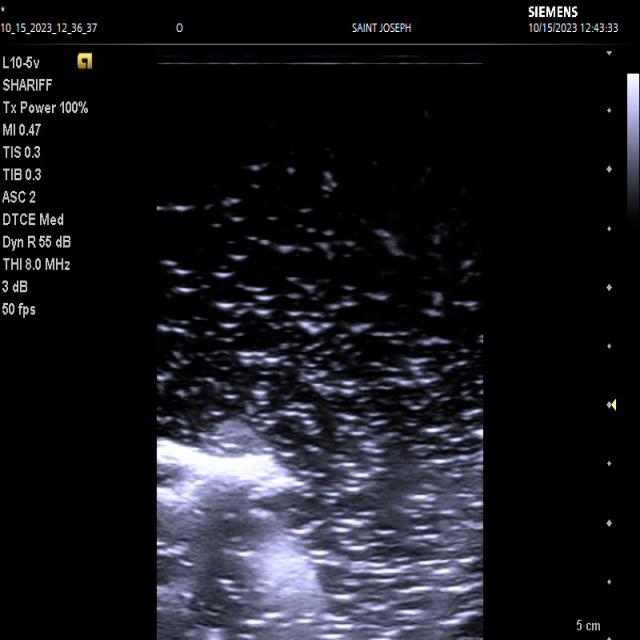 SIEMENS
10_15_2023_12_36_37 O SAINT JOSEPH 10/15/2023 12:43:33
L10-5v
SHARIFF
Tx Power 100%
MI 0.47
TIS 0.3
TIB 0.3
ASC 2
DTCE Med
Dyn R 55 dB
THI 8.0 MHz
3 dB
50 fps
5 cm